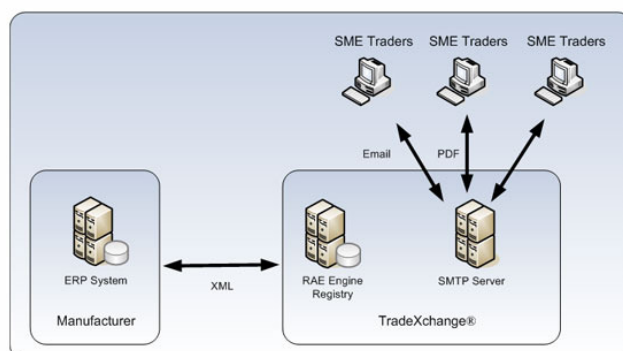 SME Traders
SME Traders
SME Traders
Email
PDF
ERP System
XML
RAE Engine
Registry
SMTP Server
Manufacturer
TradeXchange®